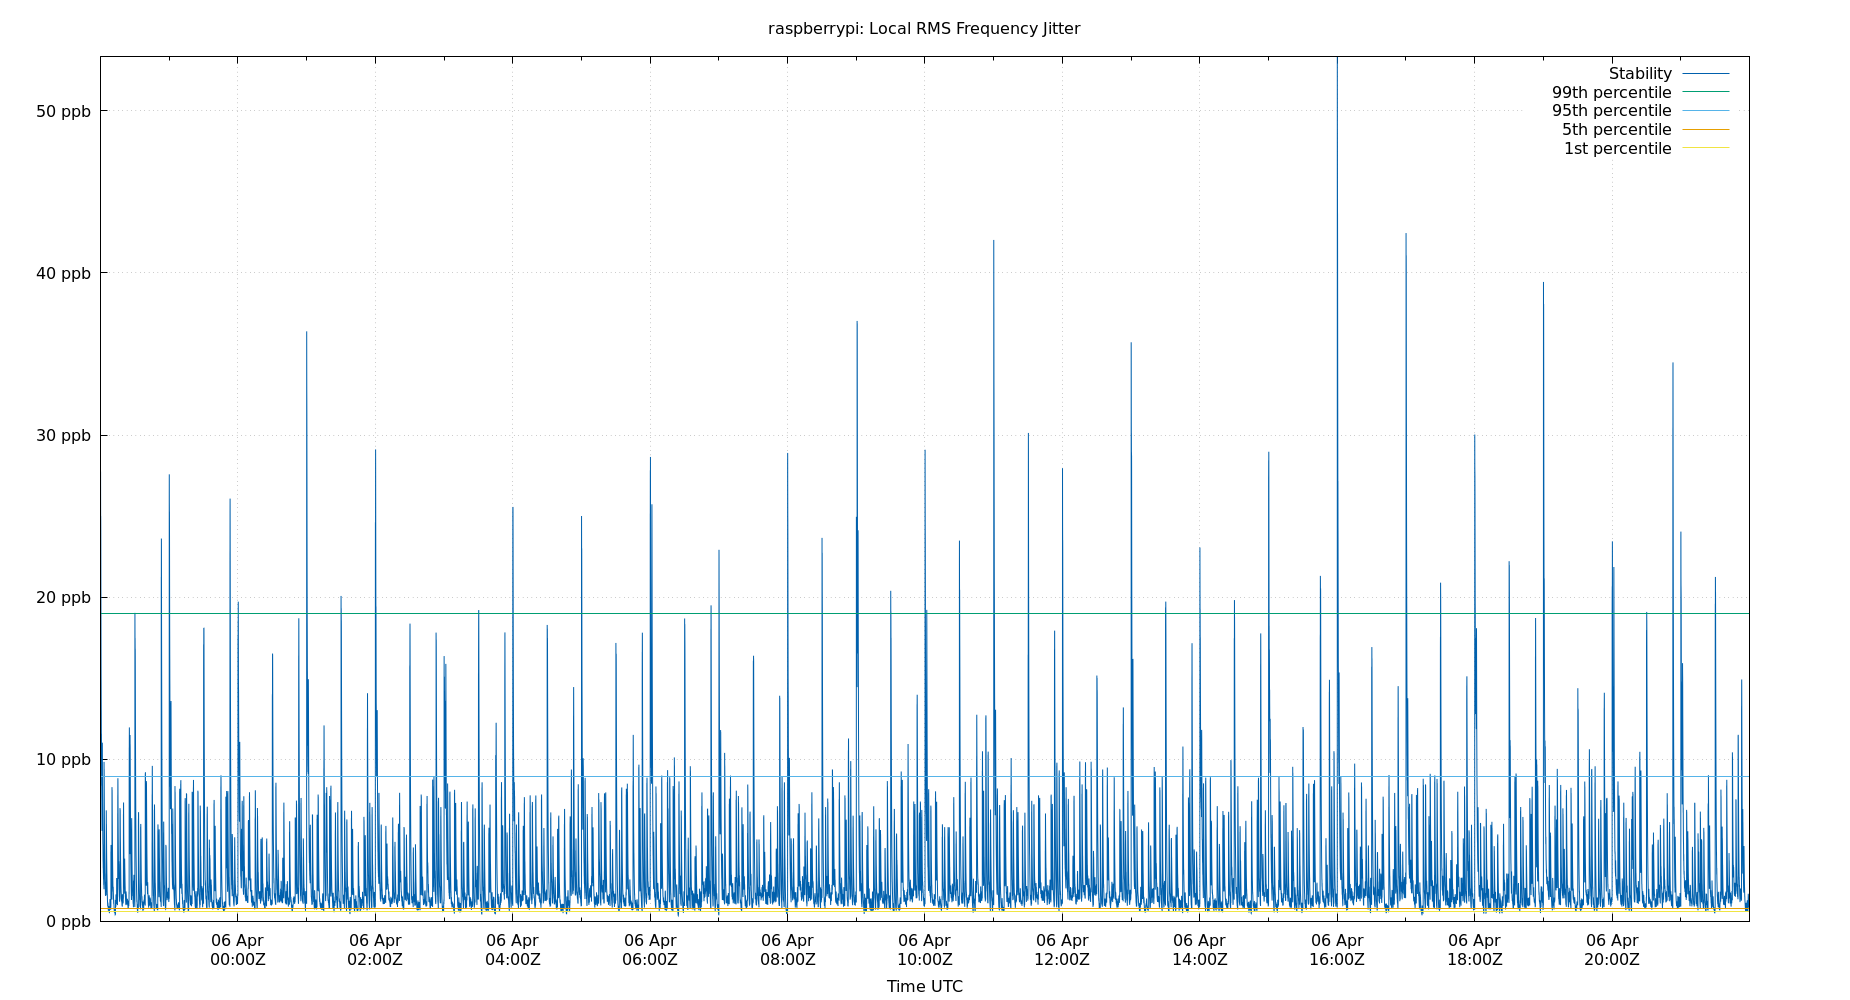 raspberrypi: Local RMS Frequency Jitter
Stability
99th percentile
95th percentile
5th percentile
1st percentile
50 ppb
40 ppb
30 ppb
20 ppb
10 ppb
0 ppb
06 Apr 06 Apr 06 Apr 06 Apr 06 Apr 06 Apr 06 Apr 06 Apr 06 Apr 06 Apr 06 Apr
00:00Z 02:00Z 04:00Z 06:00Z 08:00Z 10:00Z 12:00Z 14:00Z 16:00Z 18:00Z 20:00Z
Time UTC